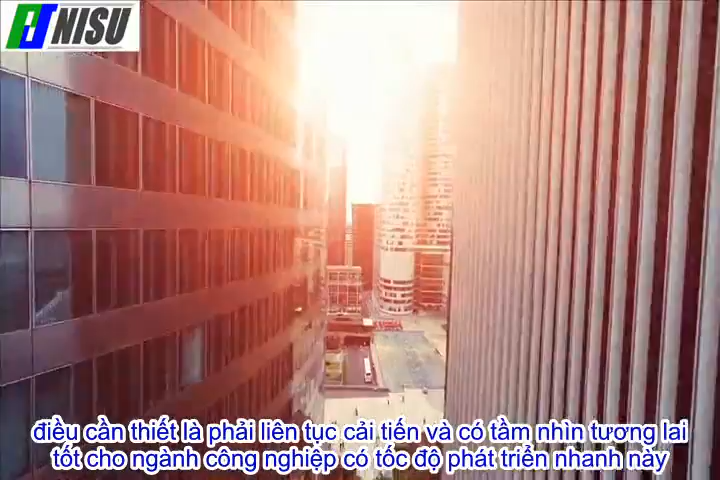 NISU
điều cần thiết là phải liên tục cải tiến và có tầm nhìn tương lai
tốt cho ngành công nghiệp có tốc độ phát triển nhanh này